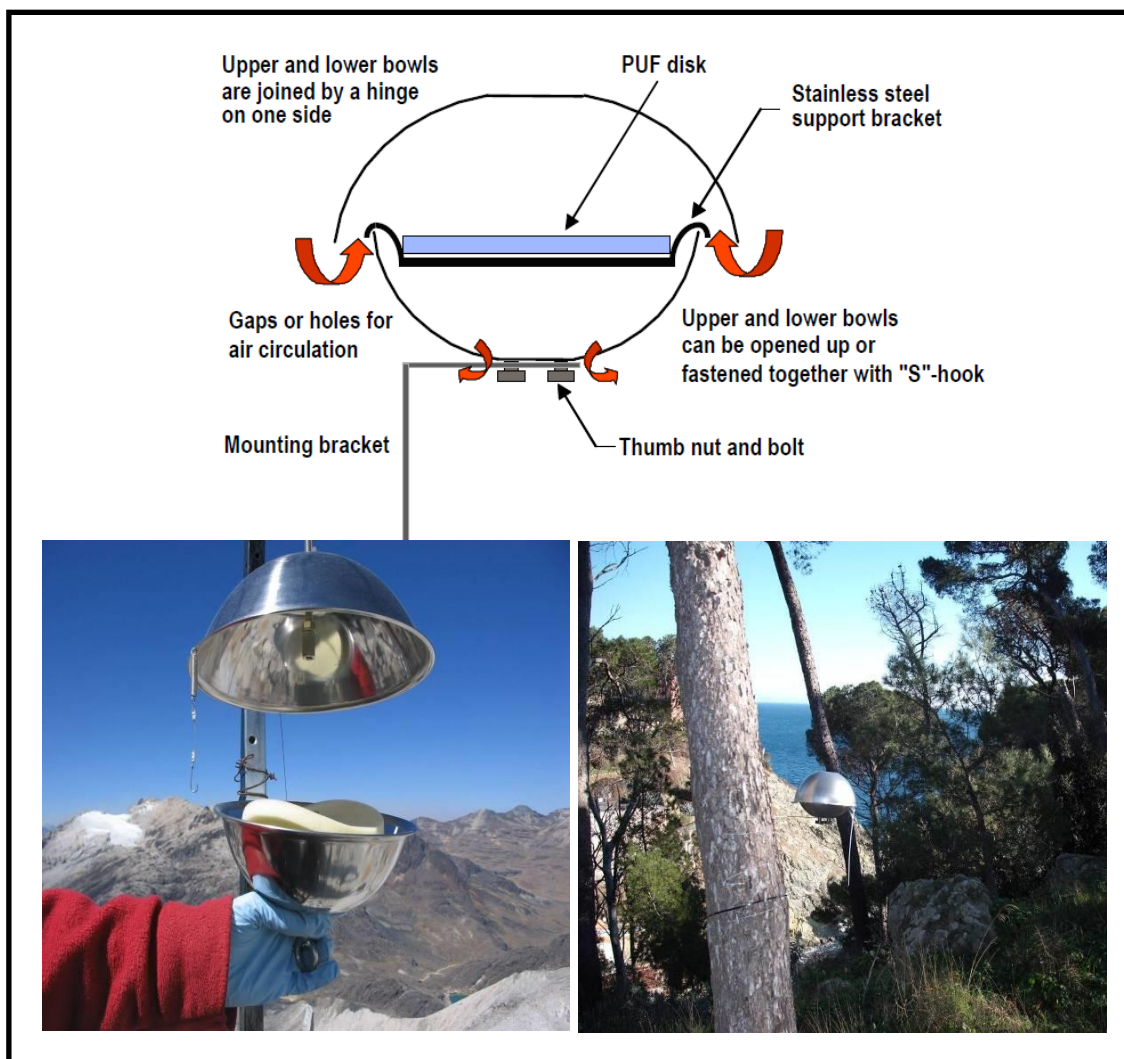 Upper and lower bowls
are joined by a hinge
on one side
PUF disk
Stainless steel
support bracket
Gaps or holes for
air circulation
Upper and lower bowls
can be opened up or
fastened together with "S"-hook
Mounting bracket
Thumb nut and bolt